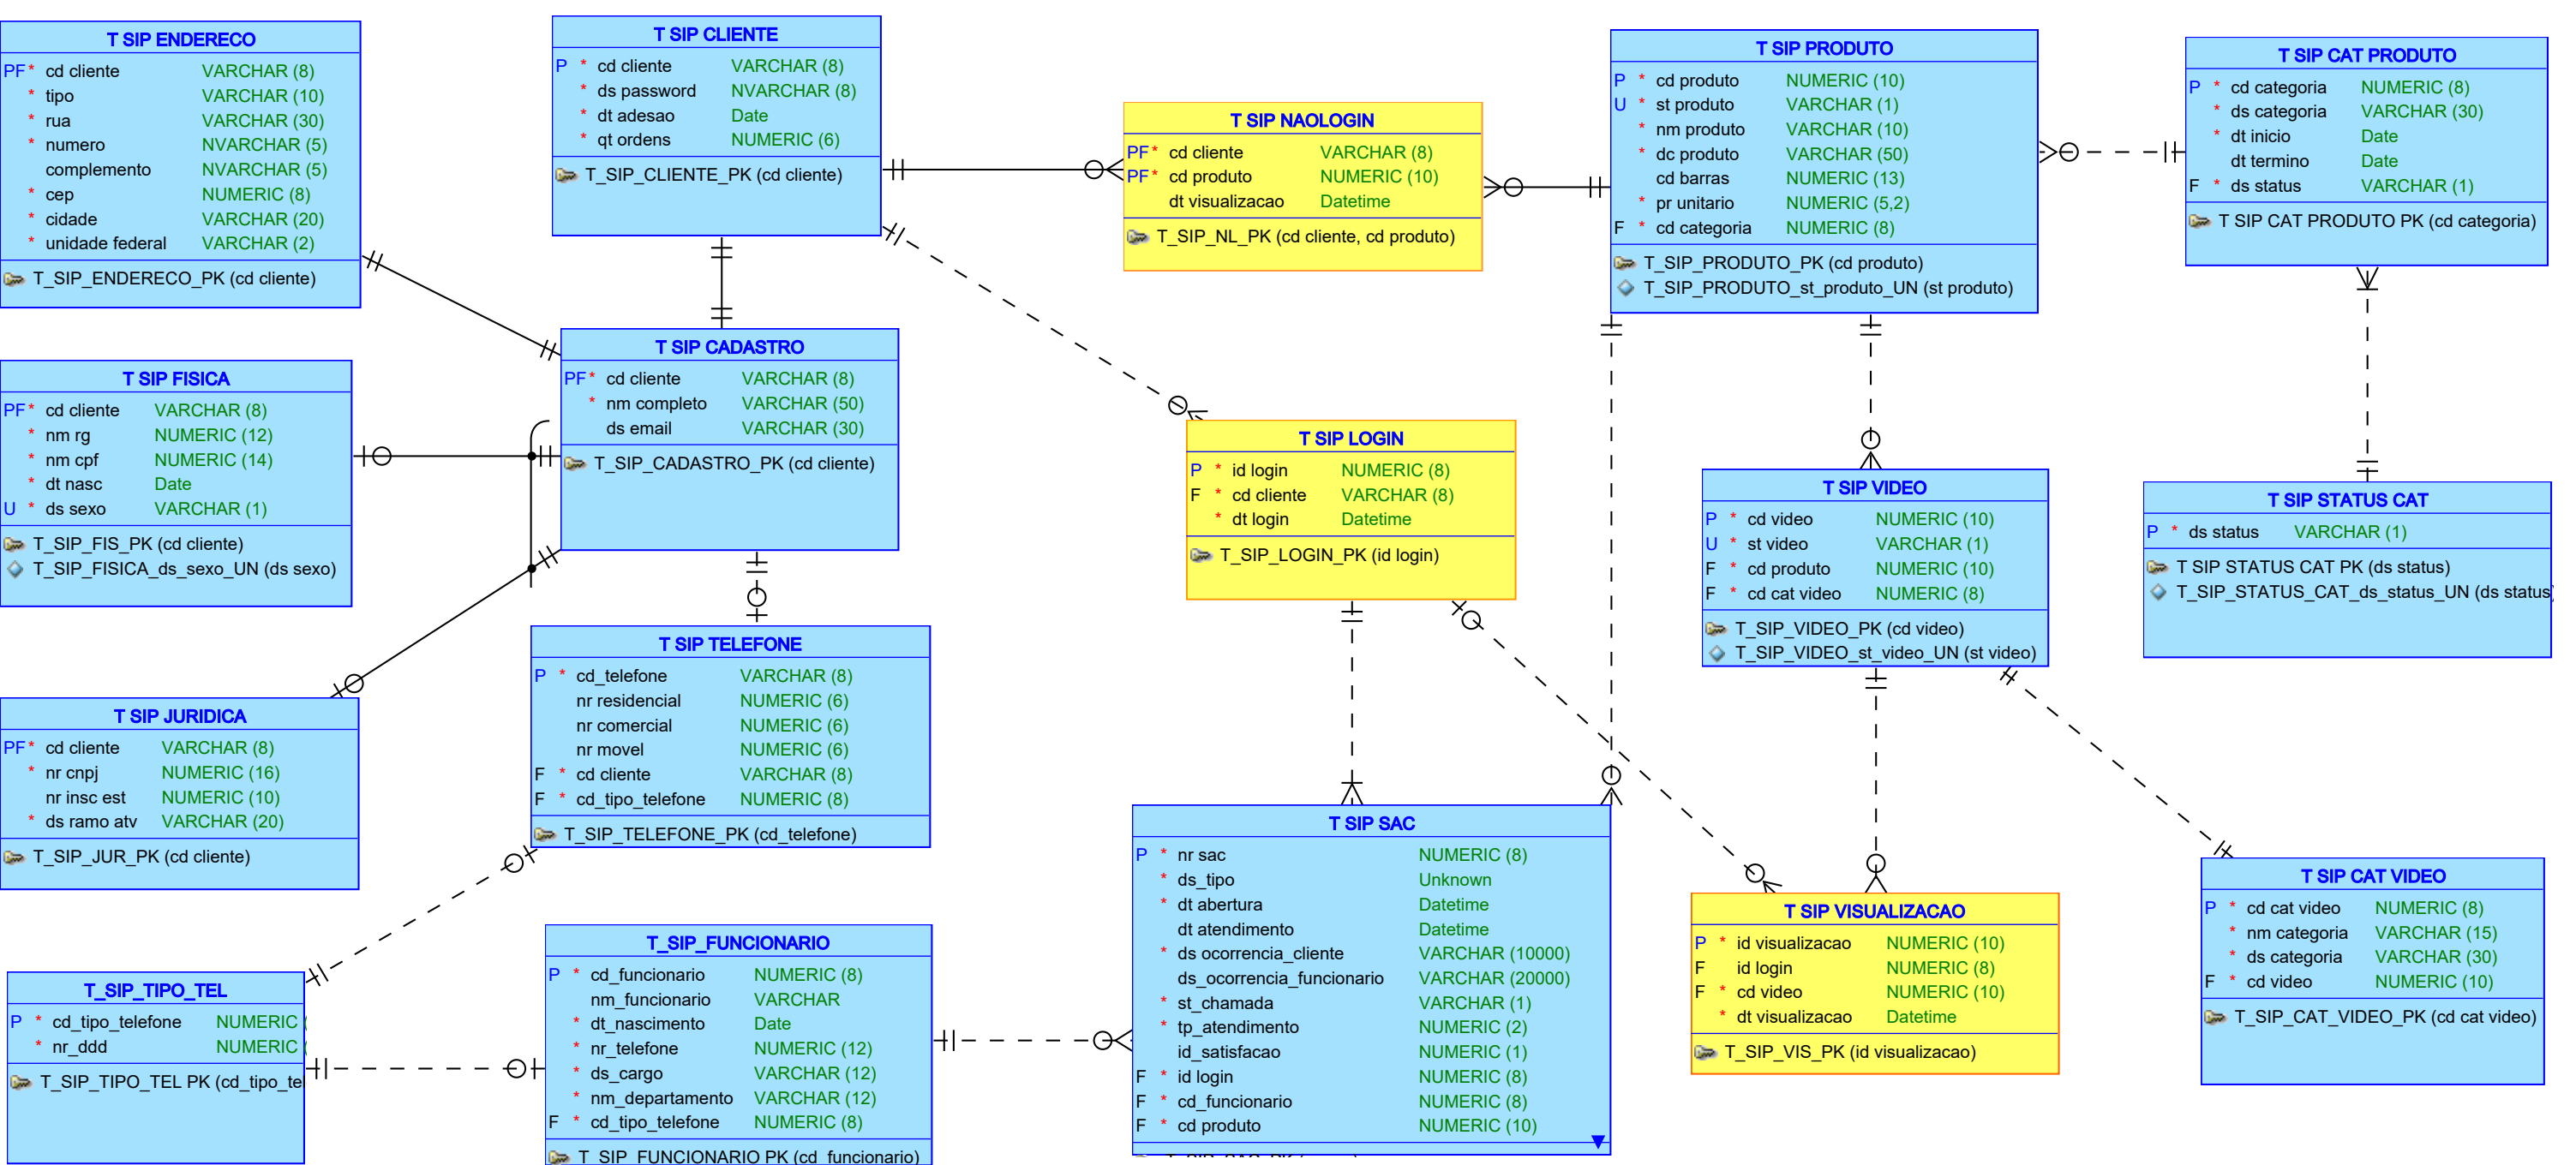 T SIP ENDERECO
PF * cd cliente VARCHAR (8)
* tipo VARCHAR (10)
* rua VARCHAR (30)
* numero NVARCHAR (5)
complemento NVARCHAR (5)
* cep NUMERIC (8)
* cidade VARCHAR (20)
* unidade federal VARCHAR (2)
T_SIP_ENDERECO_PK (cd cliente)
T SIP CLIENTE
P * cd cliente VARCHAR (8)
* ds password NVARCHAR (8)
* dt adesao Date
* qt ordens NUMERIC (6)
T_SIP_CLIENTE_PK (cd cliente)
T SIP NAOLOGIN
PF * cd cliente VARCHAR (8)
PF * cd produto NUMERIC (10)
dt visualizacao Datetime
T_SIP_NL_PK (cd cliente, cd produto)
T SIP PRODUTO
P * cd produto NUMERIC (10)
U * st produto VARCHAR (1)
* nm produto VARCHAR (10)
* dc produto VARCHAR (50)
cd barras NUMERIC (13)
* pr unitario NUMERIC (5,2)
F * cd categoria NUMERIC (8)
T_SIP_PRODUTO_PK (cd produto)
T_SIP_PRODUTO_st_produto_UN (st produto)
T SIP CAT PRODUTO
P * cd categoria NUMERIC (8)
* ds categoria VARCHAR (30)
* dt inicio Date
dt termino Date
F * ds status VARCHAR (1)
T SIP CAT PRODUTO PK (cd categoria)
T SIP FISICA
PF * cd cliente VARCHAR (8)
* nm rg NUMERIC (12)
* nm cpf NUMERIC (14)
* dt nasc Date
U * ds sexo VARCHAR (1)
T_SIP_FIS_PK (cd cliente)
T_SIP_FISICA_ds_sexo_UN (ds sexo)
T SIP CADASTRO
PF * cd cliente VARCHAR (8)
* nm completo VARCHAR (50)
ds email VARCHAR (30)
T_SIP_CADASTRO_PK (cd cliente)
T SIP LOGIN
P * id login NUMERIC (8)
F * cd cliente VARCHAR (8)
* dt login Datetime
T_SIP_LOGIN_PK (id login)
T SIP VIDEO
P * cd video NUMERIC (10)
U * st video VARCHAR (1)
F * cd produto NUMERIC (10)
F * cd cat video NUMERIC (8)
T_SIP_VIDEO_PK (cd video)
T_SIP_VIDEO_st_video_UN (st video)
T SIP STATUS CAT
P * ds status VARCHAR (1)
T SIP STATUS CAT PK (ds status)
T_SIP_STATUS_CAT_ds_status_UN (ds status)
T SIP JURIDICA
PF * cd cliente VARCHAR (8)
* nr cnpj NUMERIC (16)
nr insc est NUMERIC (10)
* ds ramo atv VARCHAR (20)
T_SIP_JUR_PK (cd cliente)
T SIP TELEFONE
P * cd_telefone VARCHAR (8)
nr residencial NUMERIC (6)
nr comercial NUMERIC (6)
nr movel NUMERIC (6)
F * cd cliente VARCHAR (8)
F * cd_tipo_telefone NUMERIC (8)
T_SIP_TELEFONE_PK (cd_telefone)
T_SIP_TIPO_TEL
P * cd_tipo_telefone NUMERIC (
* nr_ddd NUMERIC (
T_SIP_TIPO_TEL PK (cd_tipo_te
T_SIP_FUNCIONARIO
P * cd_funcionario NUMERIC (8)
nm_funcionario VARCHAR
* dt_nascimento Date
* nr_telefone NUMERIC (12)
* ds_cargo VARCHAR (12)
* nm_departamento VARCHAR (12)
F * cd_tipo_telefone NUMERIC (8)
T_SIP_FUNCIONARIO PK (cd_funcionario)
T SIP SAC
P * nr sac NUMERIC (8)
* ds_tipo Unknown
* dt abertura Datetime
dt atendimento Datetime
* ds ocorrencia_cliente VARCHAR (10000)
ds_ocorrencia_funcionario VARCHAR (20000)
* st_chamada VARCHAR (1)
* tp_atendimento NUMERIC (2)
id_satisfacao NUMERIC (1)
F * id login NUMERIC (8)
F * cd_funcionario NUMERIC (8)
F * cd produto NUMERIC (10)
T SIP VISUALIZACAO
P * id visualizacao NUMERIC (10)
F id login NUMERIC (8)
F * cd video NUMERIC (10)
* dt visualizacao Datetime
T_SIP_VIS_PK (id visualizacao)
T SIP CAT VIDEO
P * cd cat video NUMERIC (8)
* nm categoria VARCHAR (15)
* ds categoria VARCHAR (30)
F * cd video NUMERIC (10)
T_SIP_CAT_VIDEO_PK (cd cat video)